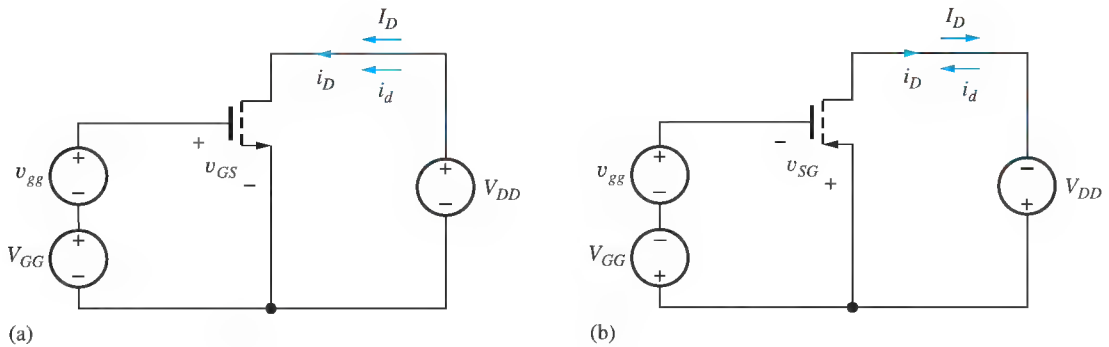 I_D
i_D
i_d
+
v_GS
−
v_gg
+
−
V_GG
+
−
+
−
V_DD
(a)
I_D
i_D
i_d
−
v_SG
+
v_gg
+
−
V_GG
−
+
−
+
V_DD
(b)